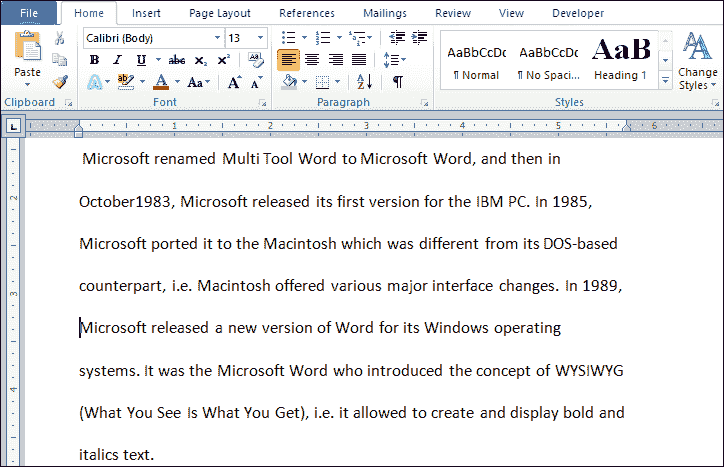 File Home Insert Page Layout References Mailings Review View Developer
Calibri (Body) 13
AaBbCcDc AaBbCcDc AaB
Paste B I U abc x₂ x² ¶ Normal ¶ No Spaci... Heading 1 Change
Styles
A ab A Aa A A A Z ¶
Clipboard Font Paragraph Styles
L 1 2 3 4 5 6
Microsoft renamed Multi Tool Word to Microsoft Word, and then in
2
October1983, Microsoft released its first version for the IBM PC. In 1985,
Microsoft ported it to the Macintosh which was different from its DOS-based
counterpart, i.e. Macintosh offered various major interface changes. In 1989,
3
Microsoft released a new version of Word for its Windows operating
systems. It was the Microsoft Word who introduced the concept of WYSIWYG
4
(What You See Is What You Get), i.e. it allowed to create and display bold and
italics text.